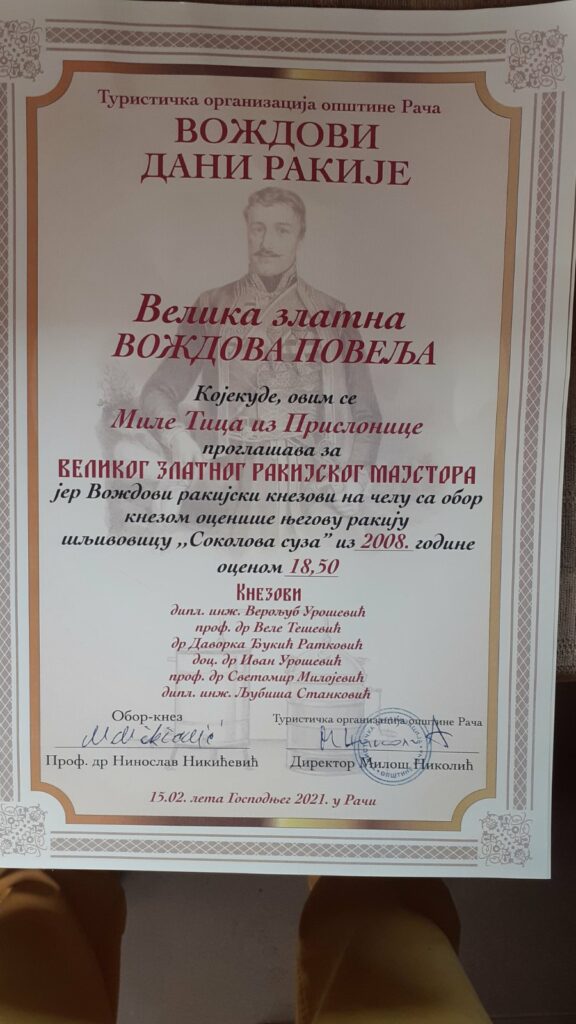 Туристичка организација општине Рача
ВОЖДОВИ
ДАНИ РАКИЈЕ
Велика златна
ВОЖДОВА ПОВЕЉА
Којекуде, овим се
Миле Тица из Прислонице
проглашава за
ВЕЛИКОГ ЗЛАТНОГ РАКИЈСКОГ МАЈСТОРА
јер Вождови ракијски кнезови на челу са обор
кнезом оценише његову ракију
шљивовицу ,,Соколова суза” из 2008. године
оценом 18,50
Кнезови
дипл. инж. Верољуб Урошевић
проф. др Веле Тешевић
др Даворка Ђукић Ратковић
доц. др Иван Урошевић
проф. др Светомир Милојевић
дипл. инж. Љубиша Станковић
Обор-кнез
Туристичка организација општине Рача
Проф. др Нинослав Никићевић
Директор Милош Николић
15.02. лета Господњег 2021. у Рачи